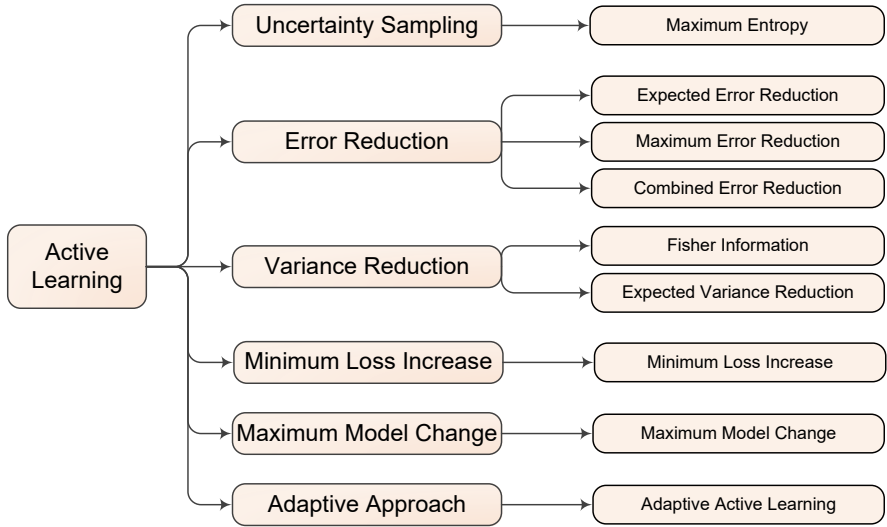 Active
Learning
Uncertainty Sampling
Maximum Entropy
Error Reduction
Expected Error Reduction
Maximum Error Reduction
Combined Error Reduction
Variance Reduction
Fisher Information
Expected Variance Reduction
Minimum Loss Increase
Minimum Loss Increase
Maximum Model Change
Maximum Model Change
Adaptive Approach
Adaptive Active Learning